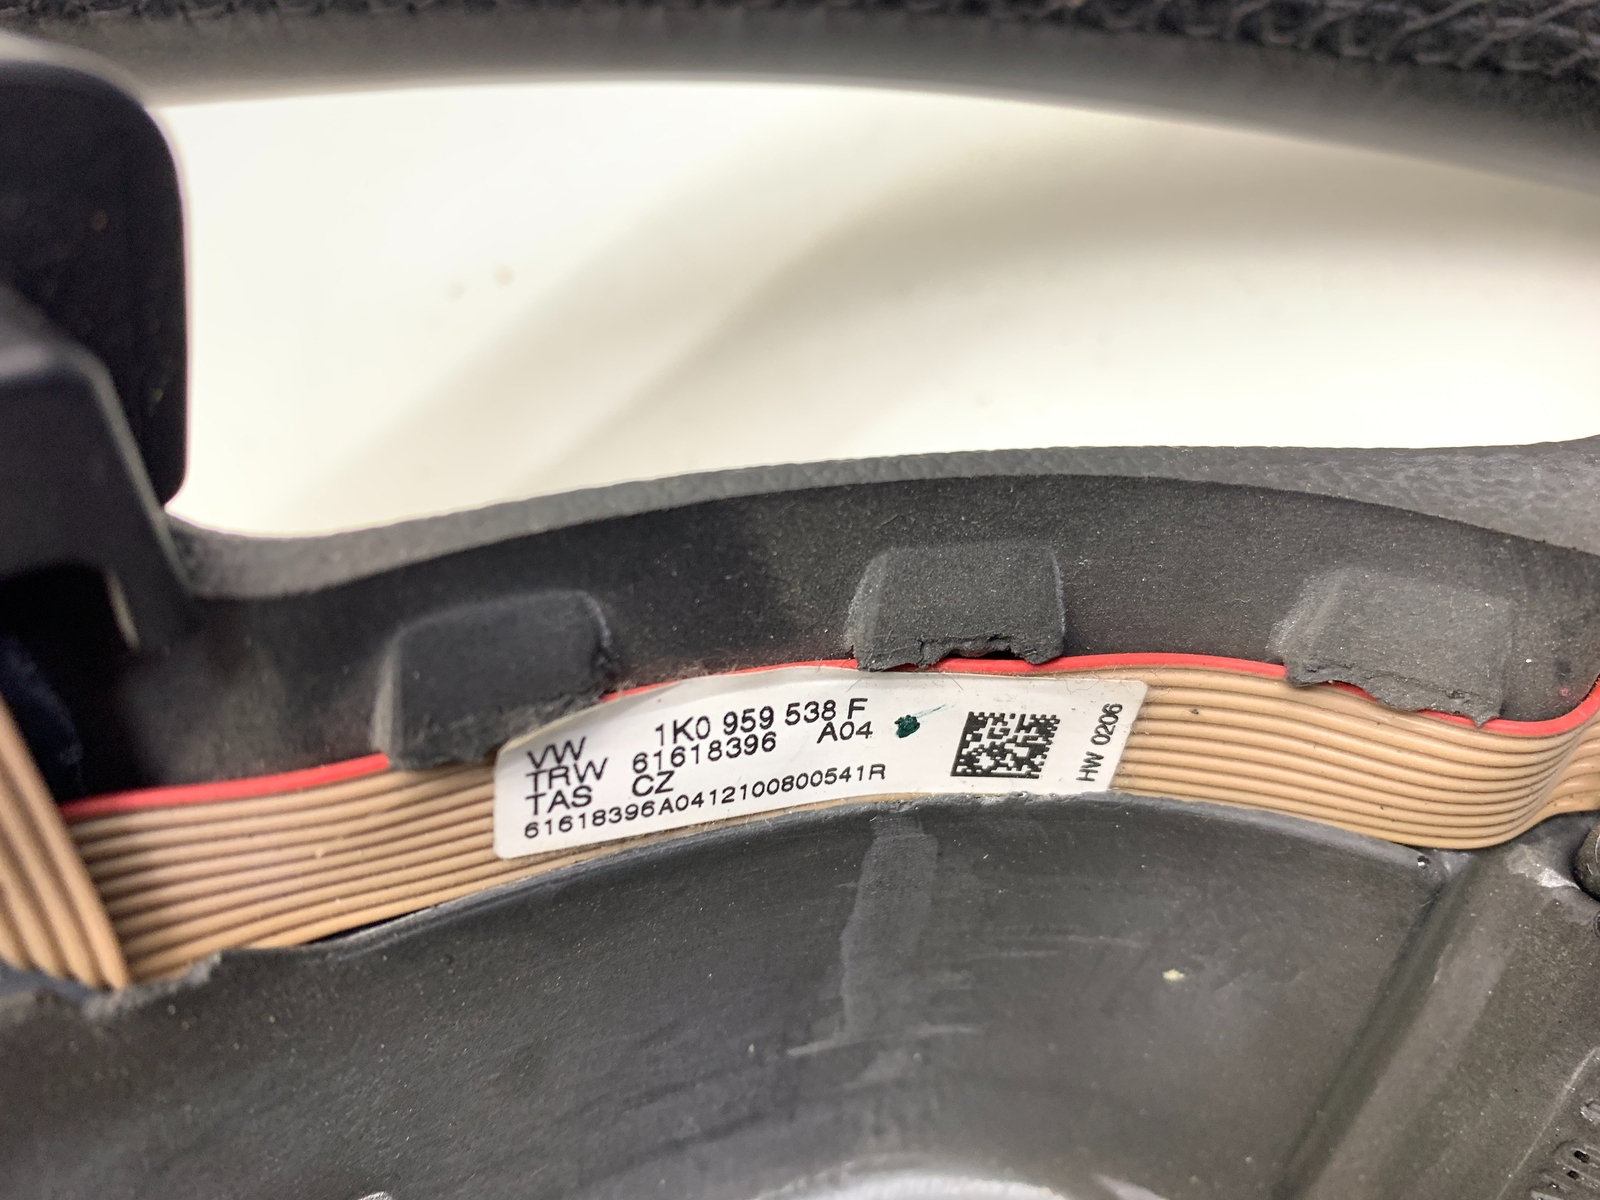 VW 1K0 959 538 F
TRW 61618396 A04
TAS CZ
61618396A0412100800541R
HW 0206